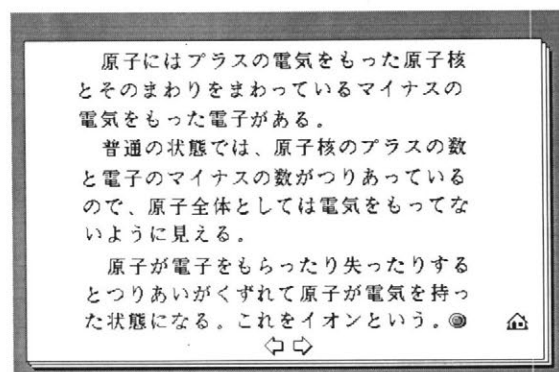 原子にはプラスの電気をもった原子核
とそのまわりをまわっているマイナスの
電気をもった電子がある。
普通の状態では、原子核のプラスの数
と電子のマイナスの数がつりあっている
ので、原子全体としては電気をもってな
いように見える。
原子が電子をもらったり失ったりする
とつりあいがくずれて原子が電気を持っ
た状態になる。これをイオンという。